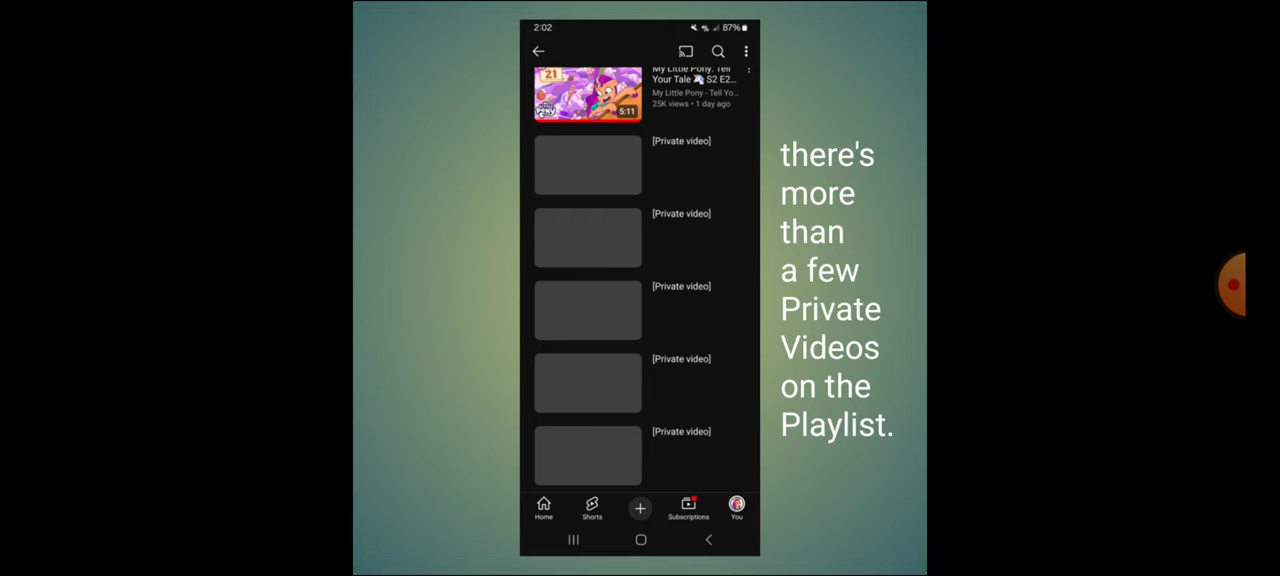 2:02
87%
21
My Little Pony: Tell
Your Tale 🦄 S2 E2...
My Little Pony - Tell Yo...
25K views • 1 day ago
PONY
5:11
[Private video]
[Private video]
[Private video]
[Private video]
[Private video]
Home
Shorts
Subscriptions
You
there's
more
than
a few
Private
Videos
on the
Playlist.